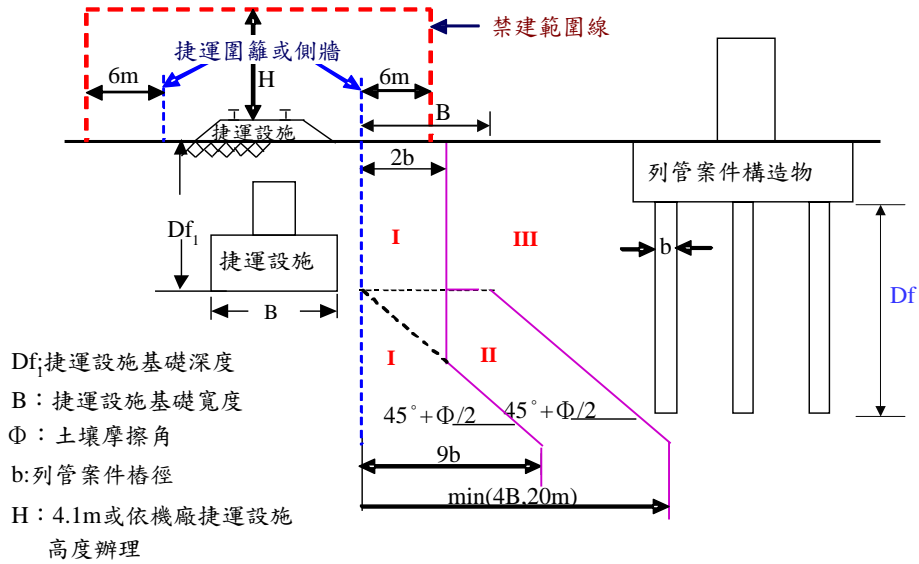 禁建範圍線
捷運圍籬或側牆
6m
H
6m
B
捷運設施
2b
列管案件構造物
Df1
I
III
b
捷運設施
Df
B
I
II
Df1:捷運設施基礎深度
B：捷運設施基礎寬度
Φ：土壤摩擦角
b:列管案件樁徑
H：4.1m或依機廠捷運設施
高度辦理
45°+Φ/2
45°+Φ/2
9b
min(4B,20m)